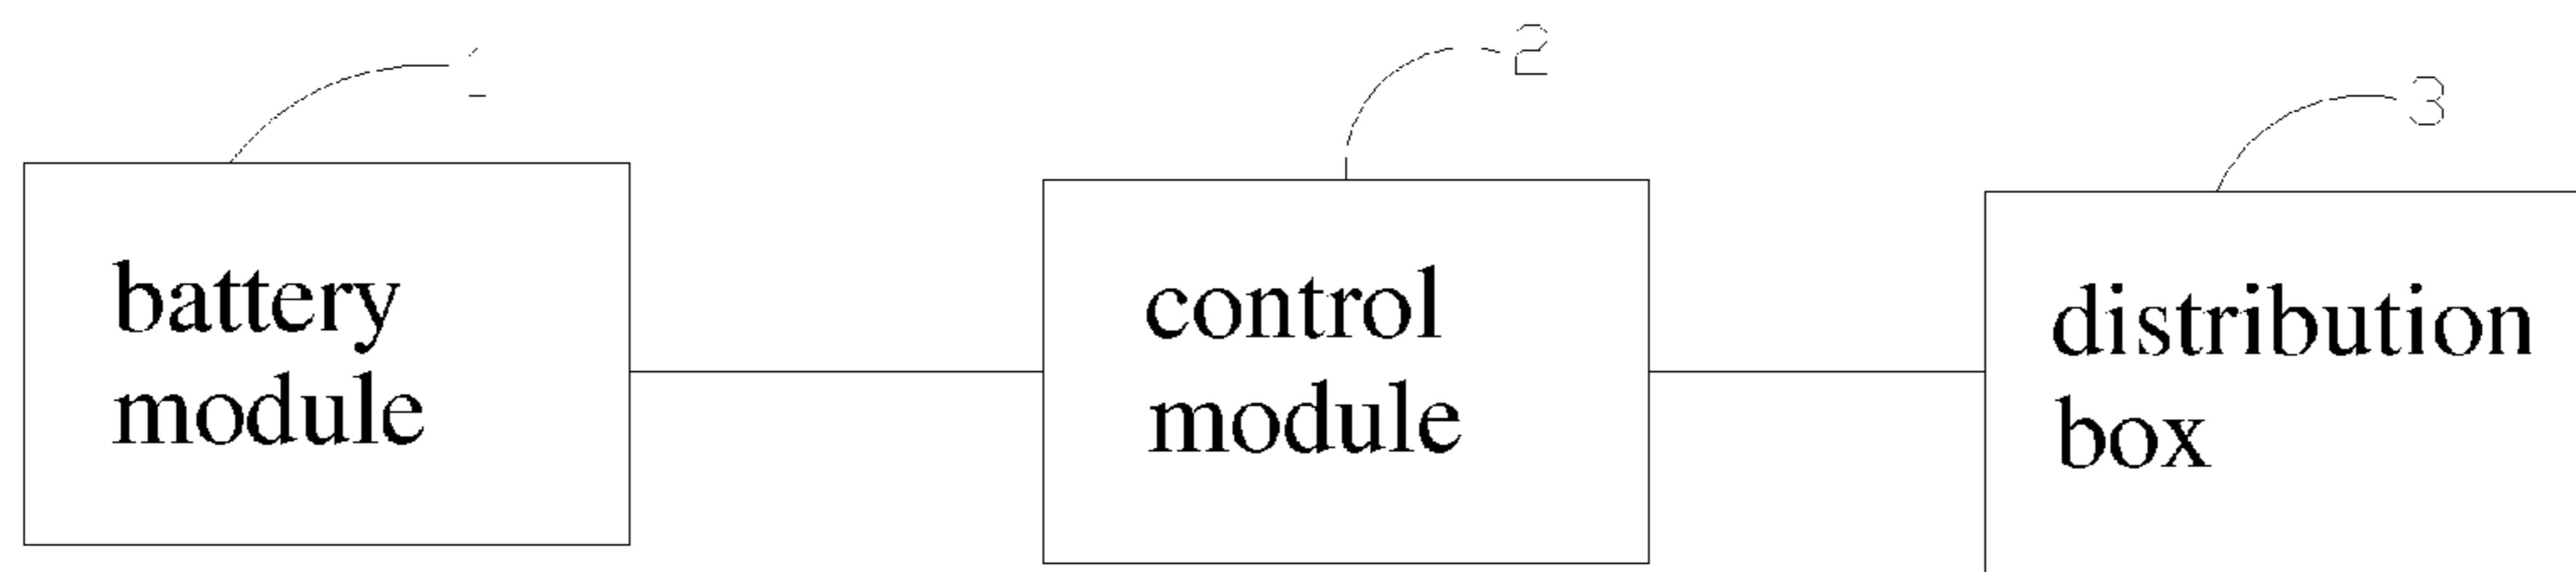 1
2
3
battery
module
control
module
distribution
box